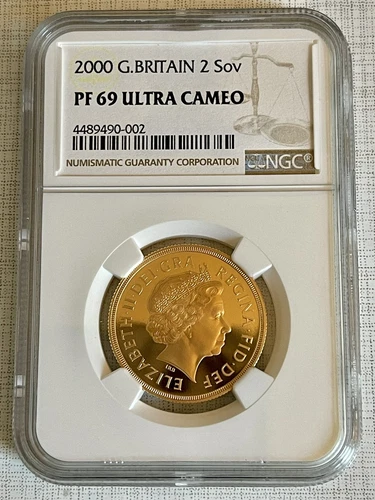 2000 G.BRITAIN 2 Sov
PF 69 ULTRA CAMEO
4489490-002
NUMISMATIC GUARANTY CORPORATION
NGC®
ELIZABETH·II·DEI·GRA REGINA·FID·DEF
IRB